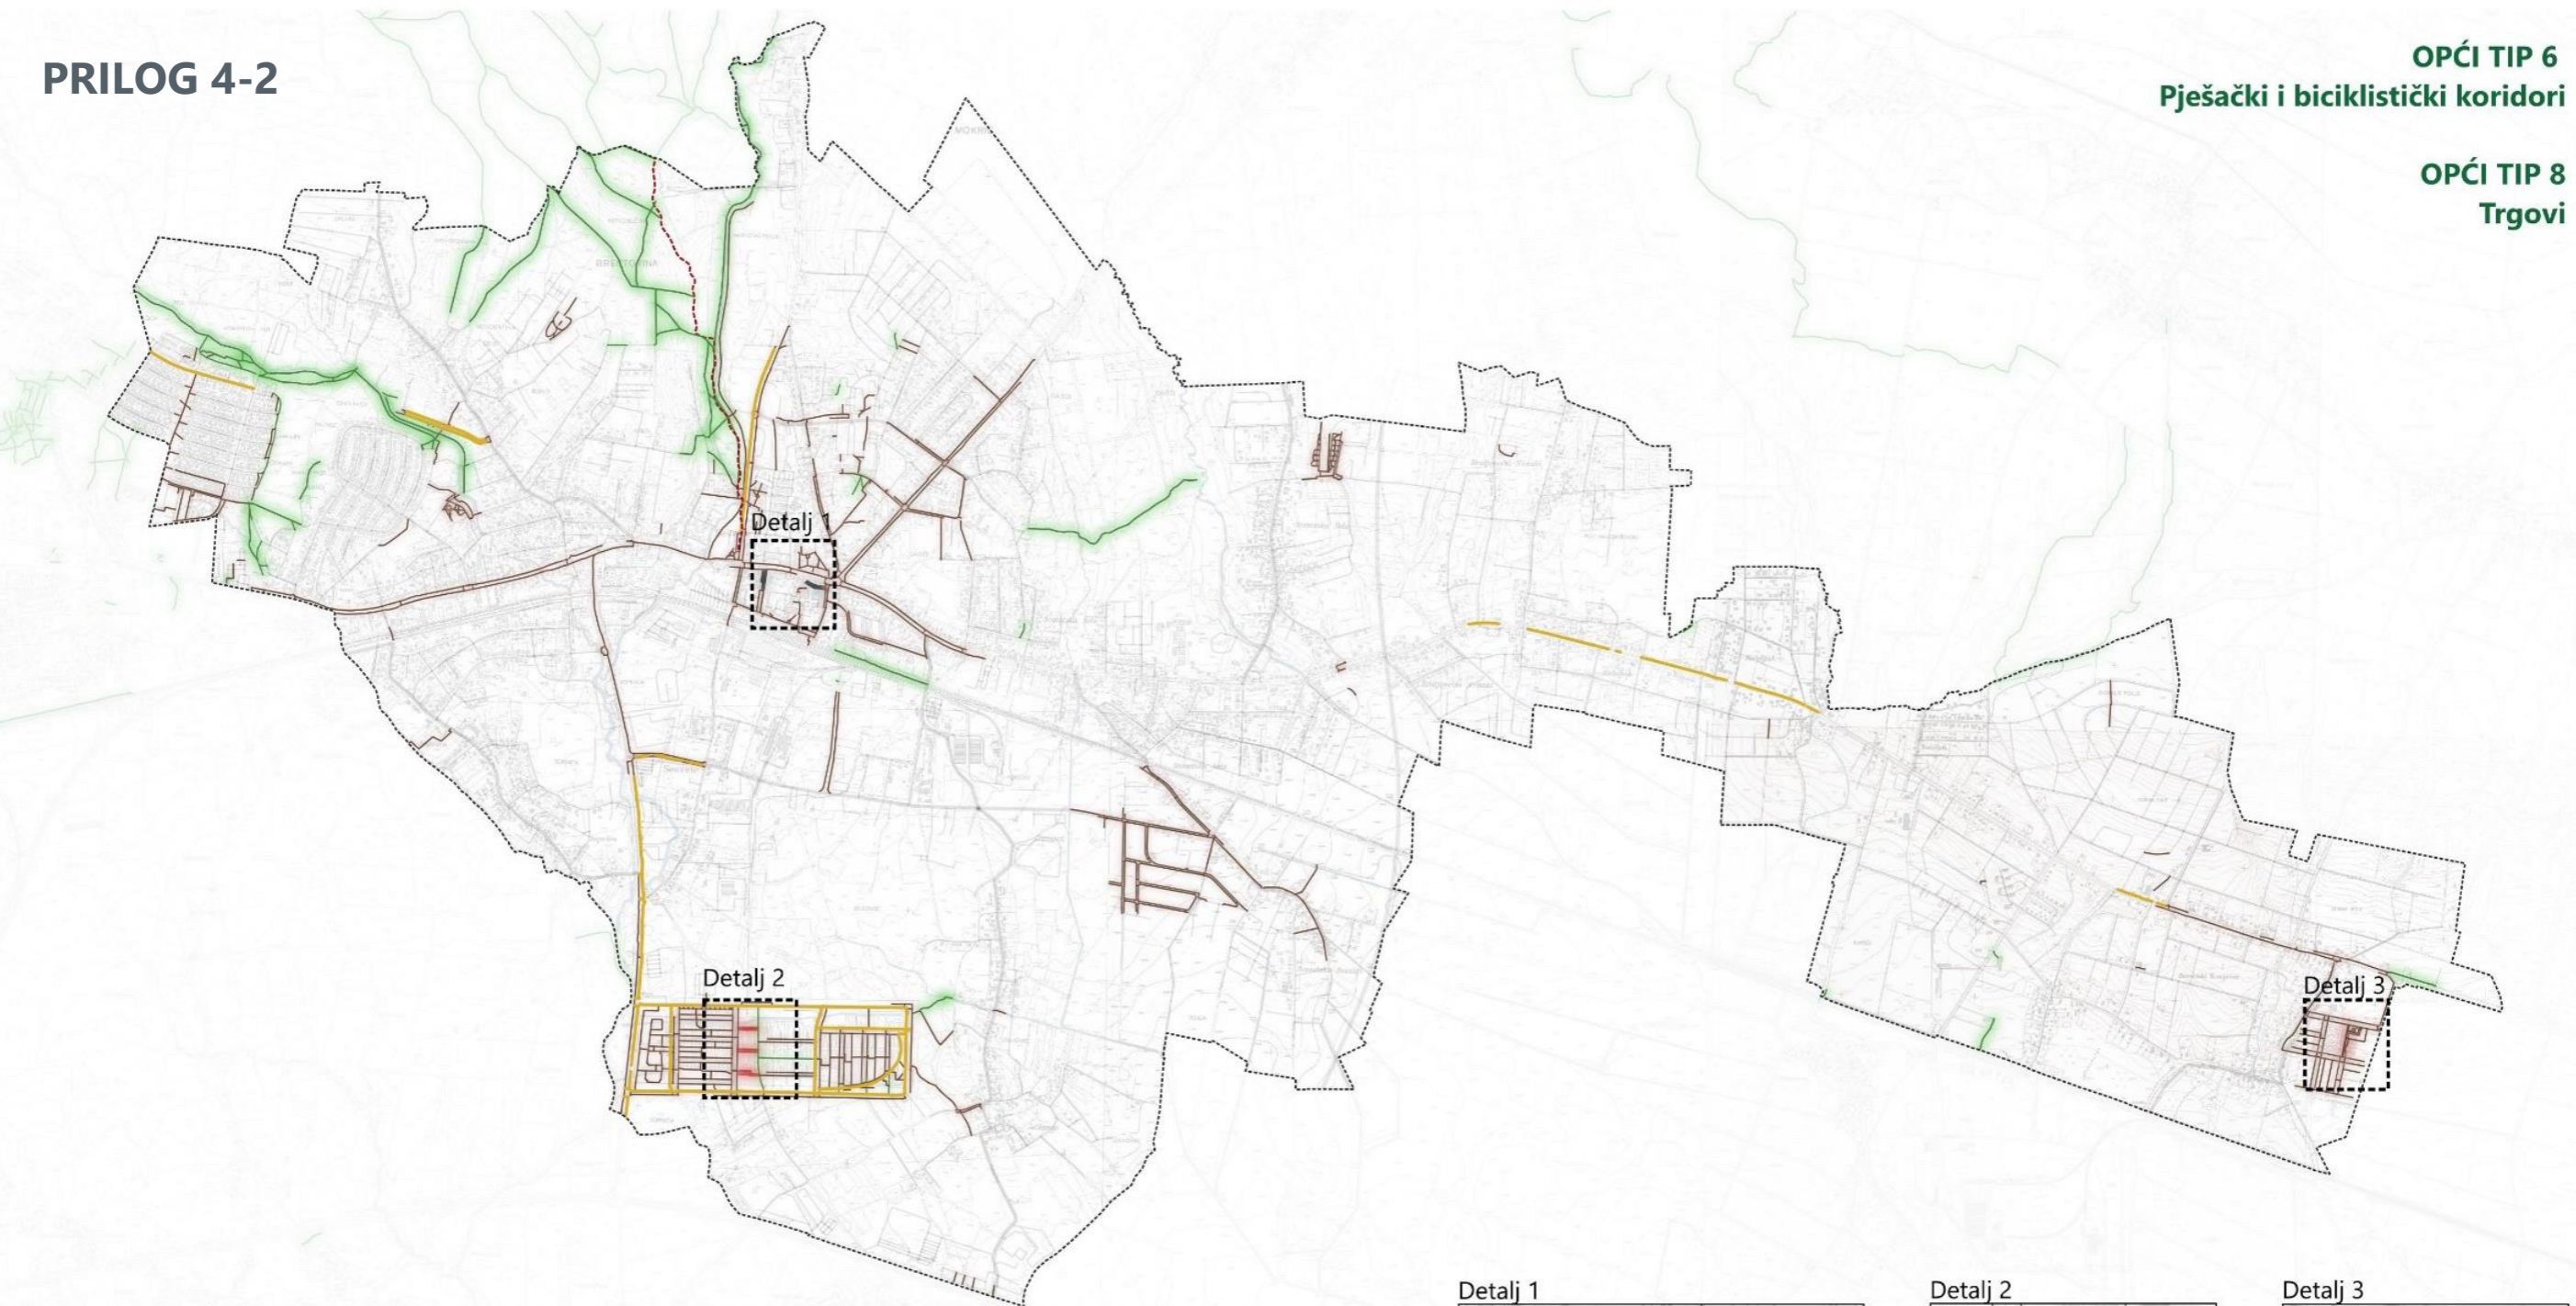 PRILOG 4-2
OPĆI TIP 6
Pješački i biciklistički koridori
OPĆI TIP 8
Trgovi
Detalj 1
Detalj 2
Detalj 3
Detalj 1
Detalj 2
Detalj 3